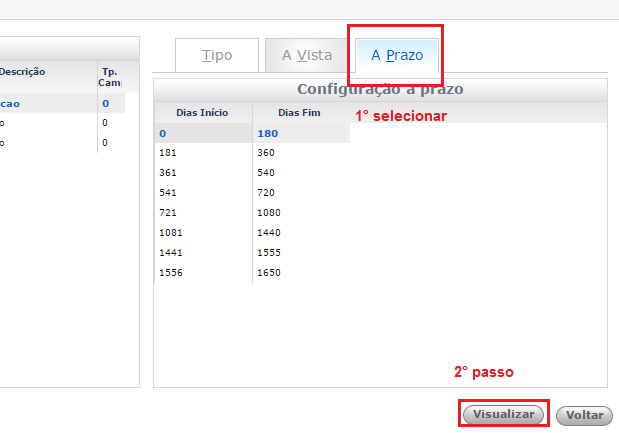 Tipo A Vista A Prazo
Descrição Tp. Camp
cao 0
o 0
o 0
Configuração a prazo
Dias Início Dias Fim
1° selecionar
0 180
181 360
361 540
541 720
721 1080
1081 1440
1441 1555
1556 1650
2° passo
Visualizar Voltar